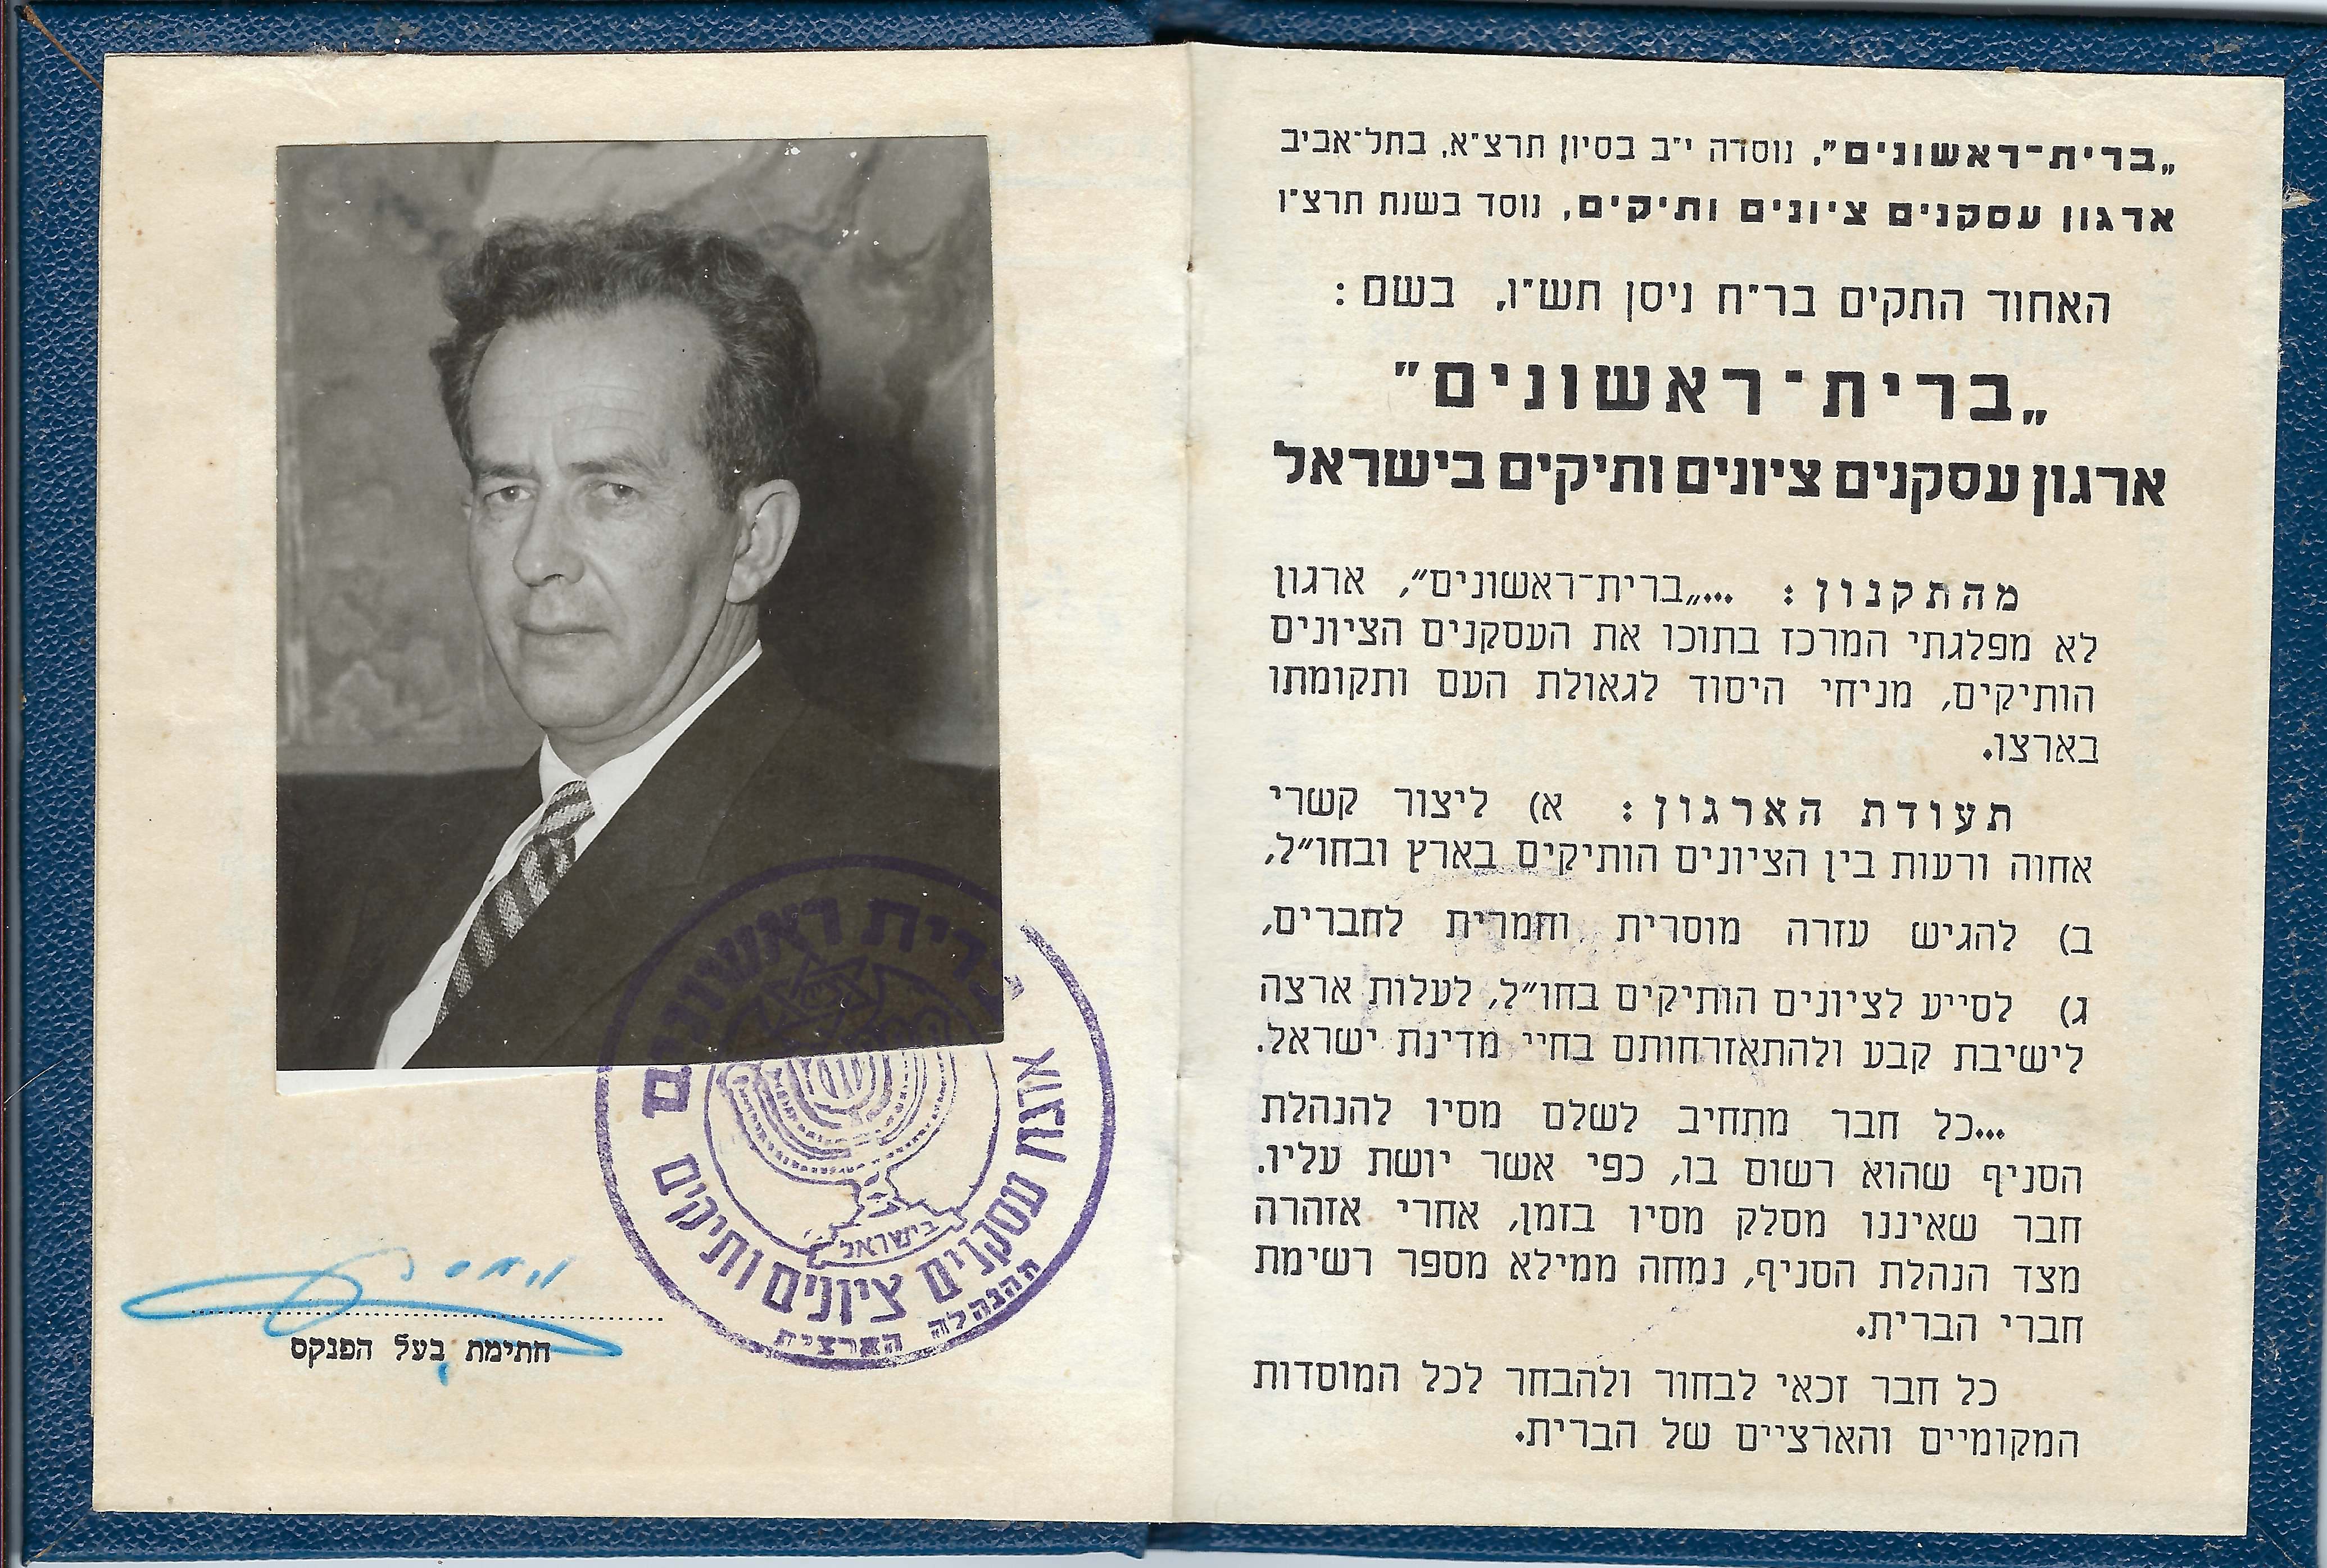 „ברית־ראשונים", נוסדה י"ב בסיון תרצ"א, בתל־אביב
ארגון עסקנים ציונים ותיקים, נוסד בשנת תרצ"ו
האחוד התקים בר"ח ניסן תש"ו, בשם :
„ברית־ראשונים"
ארגון עסקנים ציונים ותיקים בישראל
מהתקנון : ...„ברית־ראשונים", ארגון
לא מפלגתי המרכז בתוכו את העסקנים הציונים
הותיקים, מניחי היסוד לגאולת העם ותקומתו
בארצו.
תעודת הארגון : א) ליצור קשרי
אחוה ורעות בין הציונים הותיקים בארץ ובחו"ל,
ב) להגיש עזרה מוסרית וחמרית לחברים,
ג) לסייע לציונים הותיקים בחו"ל, לעלות ארצה
לישיבת קבע ולהתאזרחותם בחיי מדינת ישראל.
...כל חבר מתחיב לשלם מסיו להנהלת
הסניף שהוא רשום בו, כפי אשר יושת עליו.
חבר שאיננו מסלק מסיו בזמן, אחרי אזהרה
מצד הנהלת הסניף, נמחה ממילא מספר רשימת
חברי הברית.
כל חבר זכאי לבחור ולהבחר לכל המוסדות
המקומיים והארציים של הברית.
ברית ראשונים
ארגון עסקנים ציונים ותיקים
בישראל
ההנהלה הארצית
חתימת בעל הפנקס